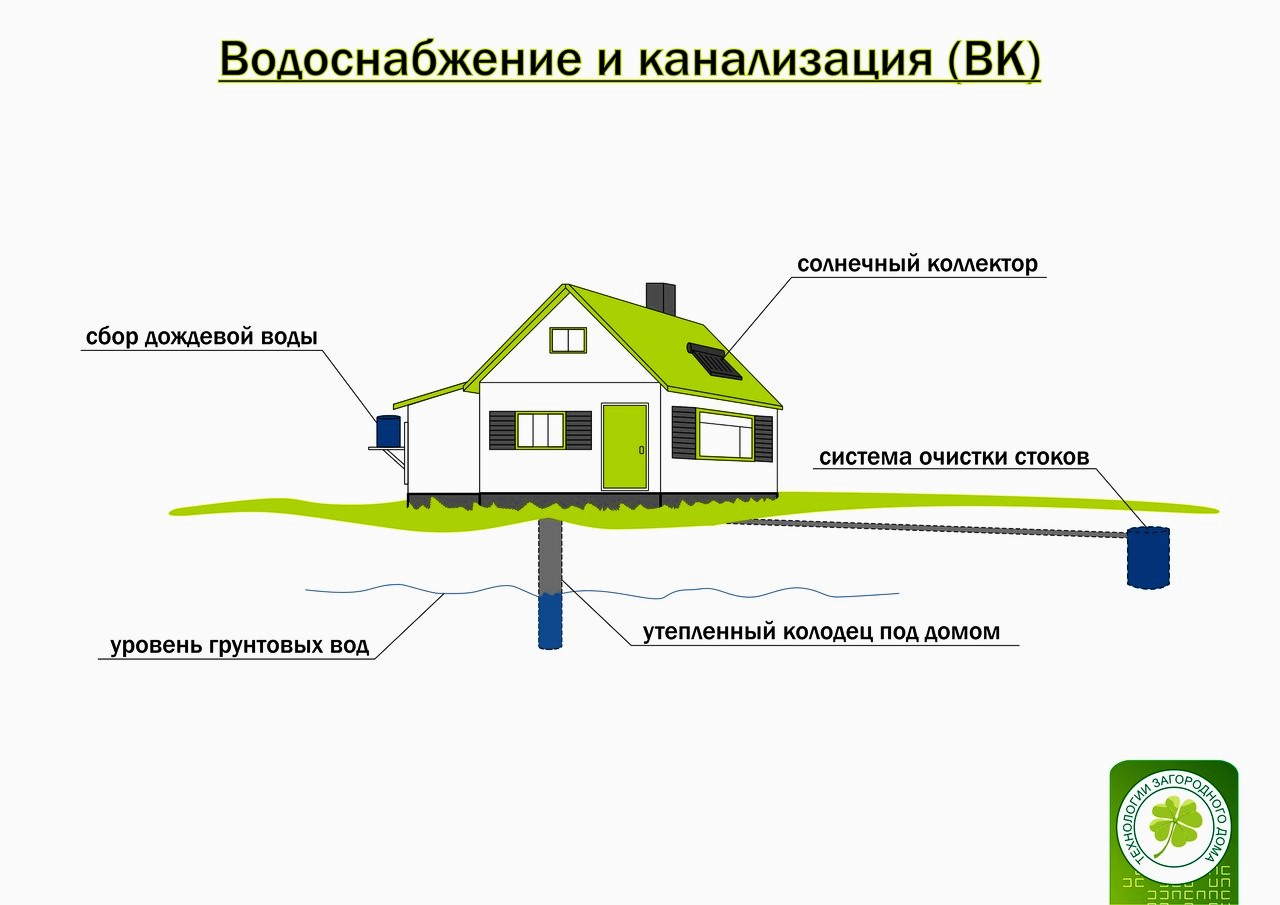 Водоснабжение и канализация (ВК)
солнечный коллектор
сбор дождевой воды
система очистки стоков
утепленный колодец под домом
уровень грунтовых вод
ТЕХНОЛОГИИ ЗАГОРОДНОГО ДОМА